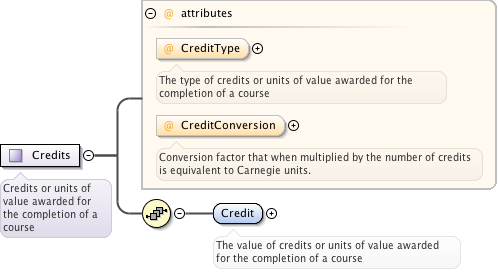 attributes
@ CreditType
The type of credits or units of value awarded for the
completion of a course
@ CreditConversion
Conversion factor that when multiplied by the number of credits
is equivalent to Carnegie units.
Credits
Credits or units of
value awarded for
the completion of a
course
Credit
The value of credits or units of value awarded
for the completion of a course